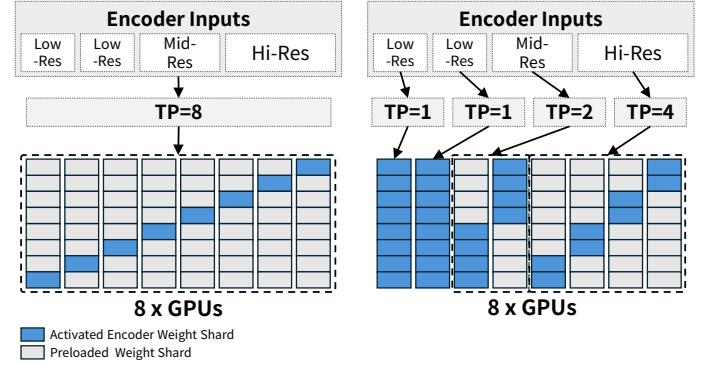 Encoder Inputs
Low
-Res
Low
-Res
Mid-
Res
Hi-Res
TP=8
8 x GPUs
Encoder Inputs
Low
-Res
Low
-Res
Mid-
Res
Hi-Res
TP=1
TP=1
TP=2
TP=4
8 x GPUs
Activated Encoder Weight Shard
Preloaded Weight Shard